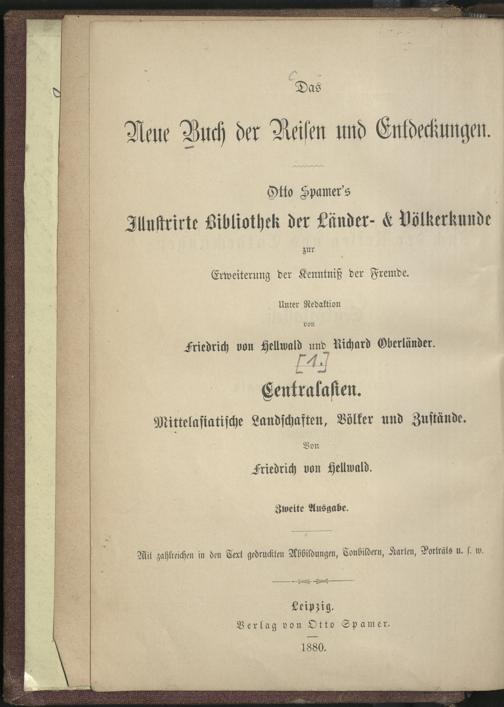 Das
Neue Buch der Reisen und Entdeckungen.
Otto Spamer's
Illustrirte Bibliothek der Länder- & Völkerkunde
zur
Erweiterung der Kenntniß der Fremde.
Unter Redaktion
von
Friedrich von Hellwald und Richard Oberländer.
[1.]
Centralasien.
Mittelasiatische Landschaften, Völker und Zustände.
Von
Friedrich von Hellwald.
Zweite Ausgabe.
Mit zahlreichen in den Text gedruckten Abbildungen, Tonbildern, Karten, Porträts u. s. w.
Leipzig.
Verlag von Otto Spamer.
1880.